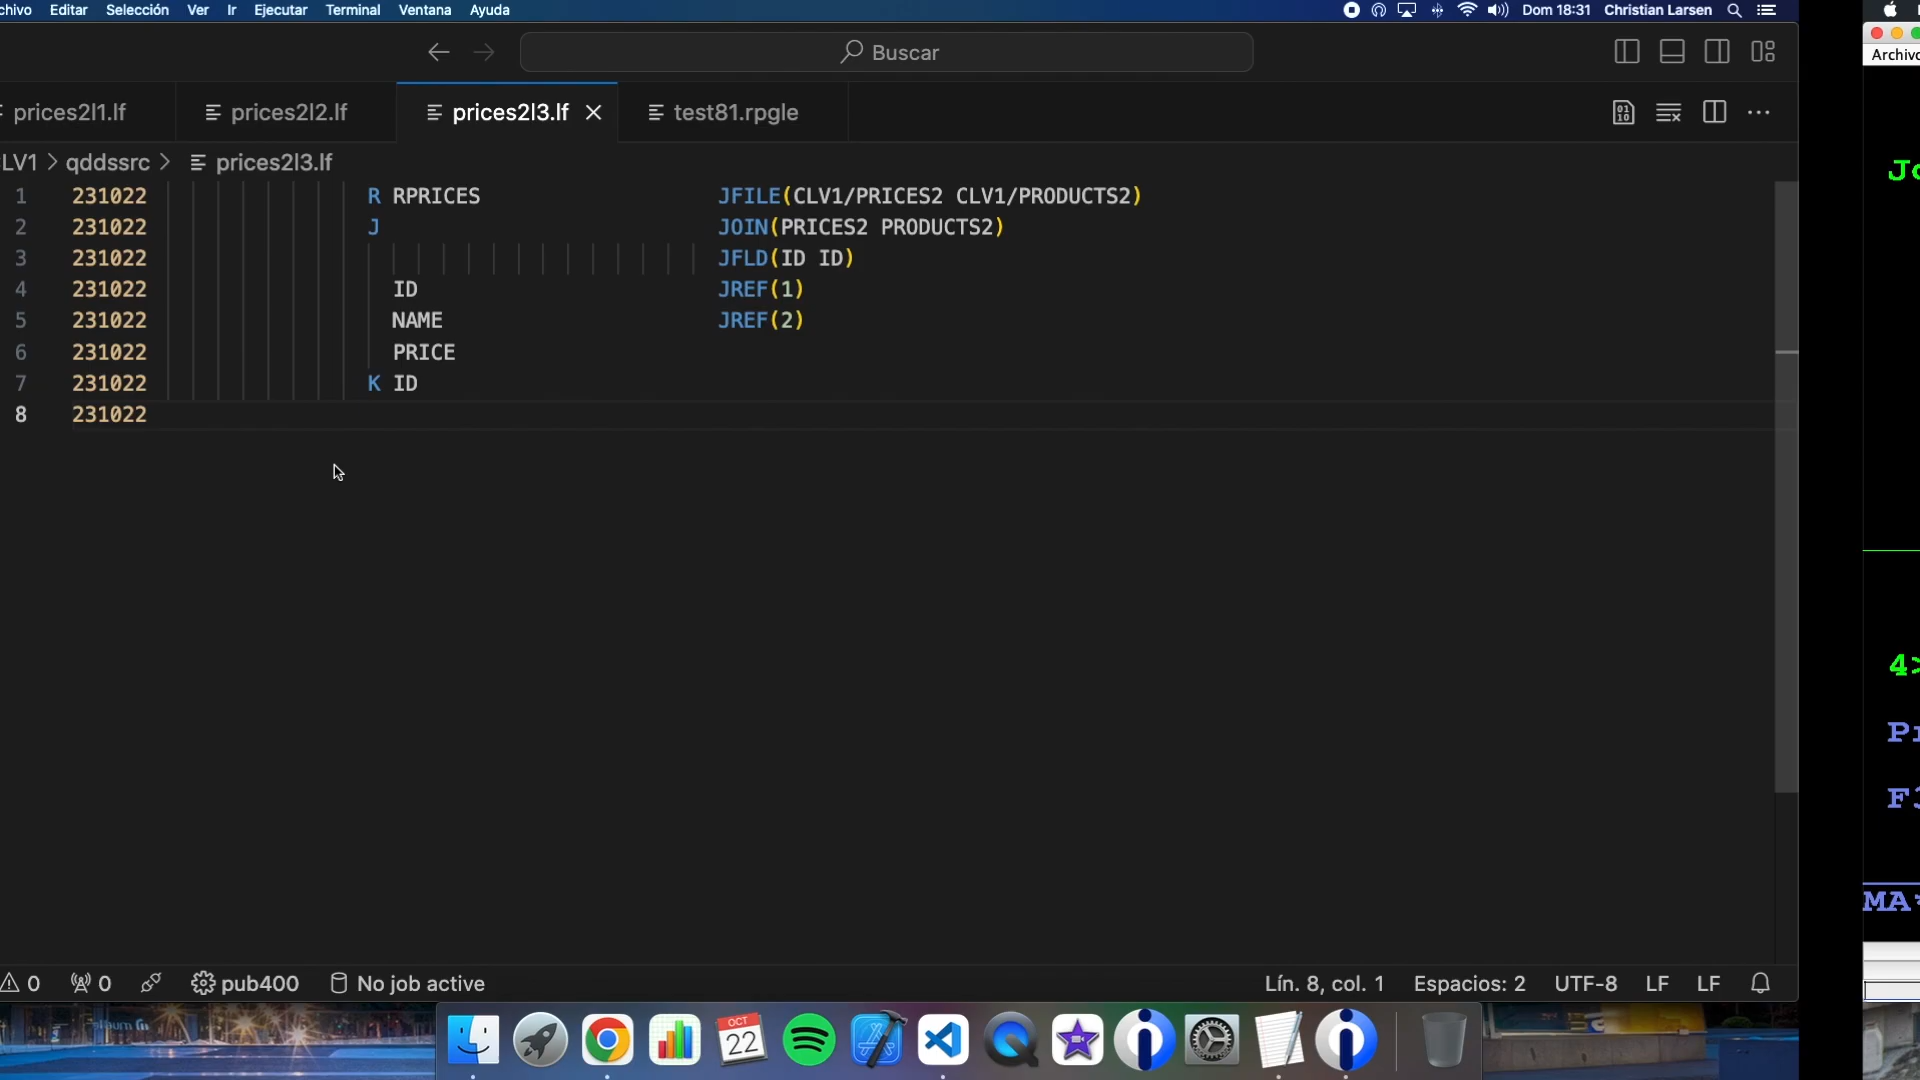 chivo Editar Selección Ver Ir Ejecutar Terminal Ventana Ayuda Dom 18:31 Christian Larsen
Buscar
Archivo
prices2l1.lf prices2l2.lf prices2l3.lf test81.rpgle
LV1 > qddssrc > prices2l3.lf
1 231022 R RPRICES JFILE(CLV1/PRICES2 CLV1/PRODUCTS2)
2 231022 J JOIN(PRICES2 PRODUCTS2)
3 231022 JFLD(ID ID)
4 231022 ID JREF(1)
5 231022 NAME JREF(2)
6 231022 PRICE
7 231022 K ID
8 231022
4>
MA
0 0 pub400 No job active Lín. 8, col. 1 Espacios: 2 UTF-8 LF LF
OCT
22